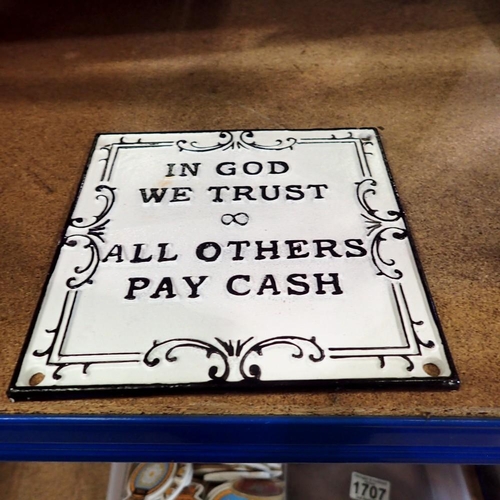 IN GOD
WE TRUST
∞
ALL OTHERS
PAY CASH
1707